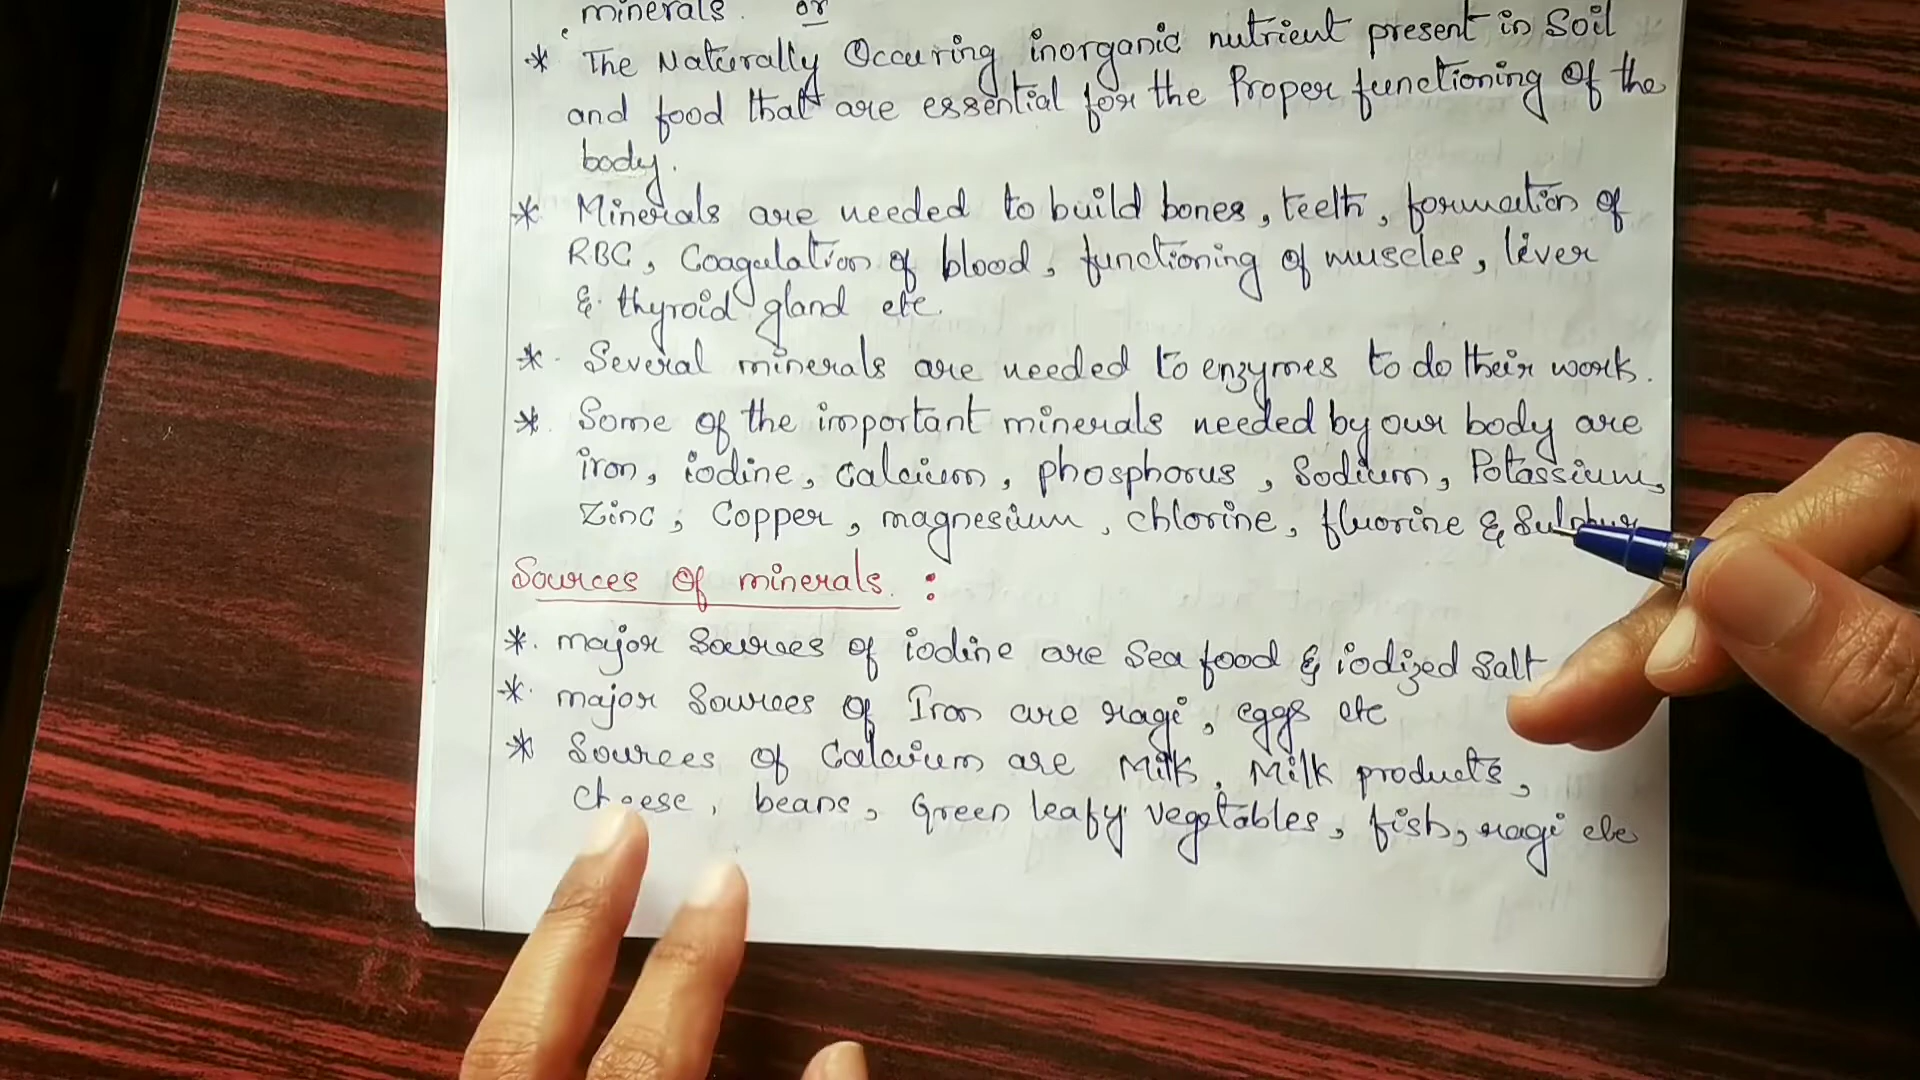 minerals. or
* The Naturally Occuring inorganic nutrient present in Soil
and food that are essential for the Proper functioning Of the
body.
* Minerals are needed to build bones, teeth, formation of
RBC, Coagulation of blood, functioning of muscles, liver
& thyroid gland etc.
* Several minerals are needed to enzymes to do their work.
* Some of the important minerals needed by our body are
iron, iodine, Calcium, phosphorus, Sodium, Potassium,
Zinc, Copper, magnesium, chlorine, fluorine & Sulphur
Sources of minerals :
* major Sources of iodine are Sea food & iodized Salt
* major Sources of Iron are ragi, eggs etc
* Sources of Calcium are Milk, Milk products,
Cheese, beans, Green leafy vegetables, fish, ragi etc